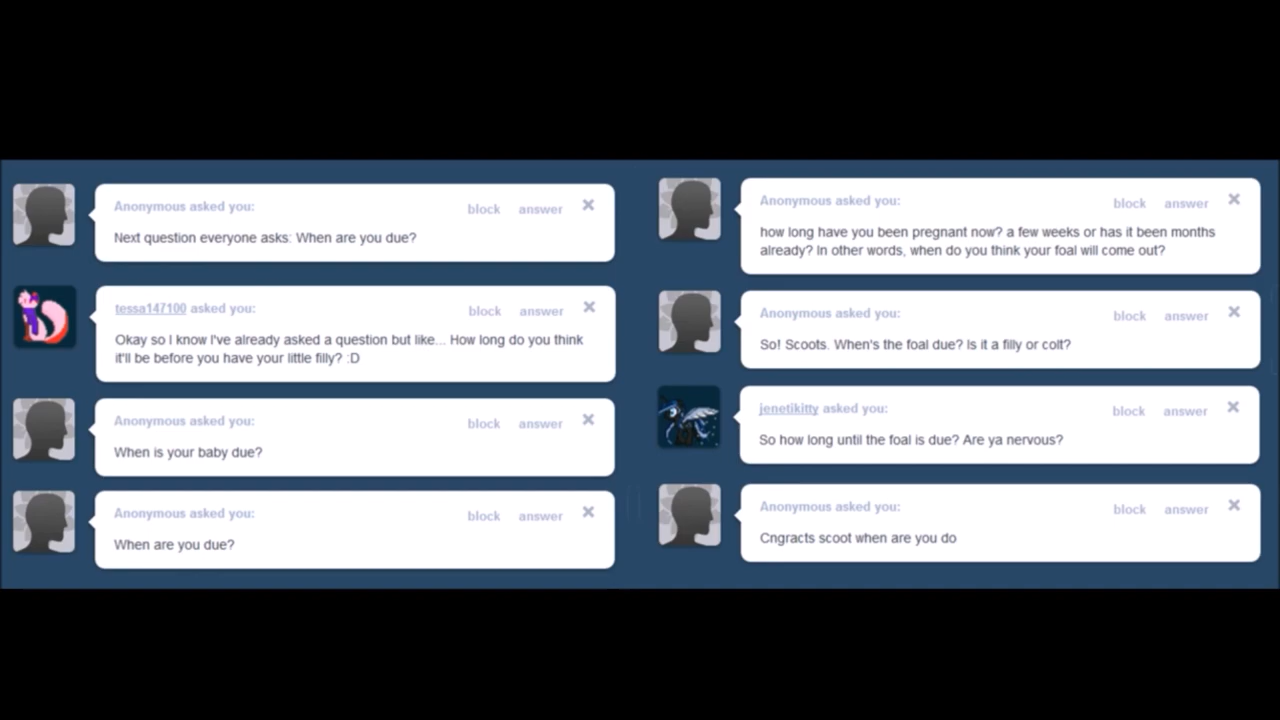 Anonymous asked you:
block answer ×
Next question everyone asks: When are you due?
tessa147100 asked you:
block answer ×
Okay so I know I've already asked a question but like... How long do you think
it'll be before you have your little filly? :D
Anonymous asked you:
block answer ×
When is your baby due?
Anonymous asked you:
block answer ×
When are you due?
Anonymous asked you:
block answer ×
how long have you been pregnant now? a few weeks or has it been months
already? In other words, when do you think your foal will come out?
Anonymous asked you:
block answer ×
So! Scoots. When's the foal due? Is it a filly or colt?
jenetikitty asked you:
block answer ×
So how long until the foal is due? Are ya nervous?
Anonymous asked you:
block answer ×
Cngracts scoot when are you do